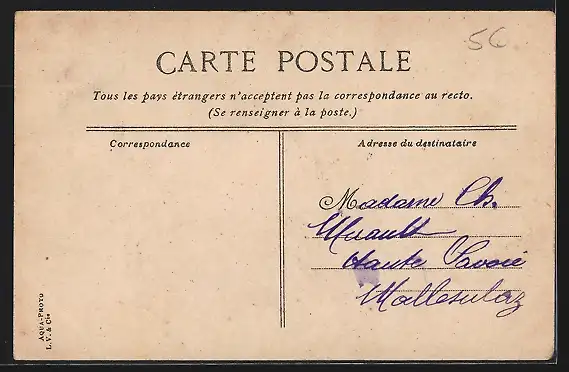 56
CARTE POSTALE
Tous les pays étrangers n'acceptent pas la correspondance au recto.
(Se renseigner à la poste.)
Correspondance
Adresse du destinataire
Madame Ch.
Haute Savoie
AQUA-PHOTO
L.V. & Cie